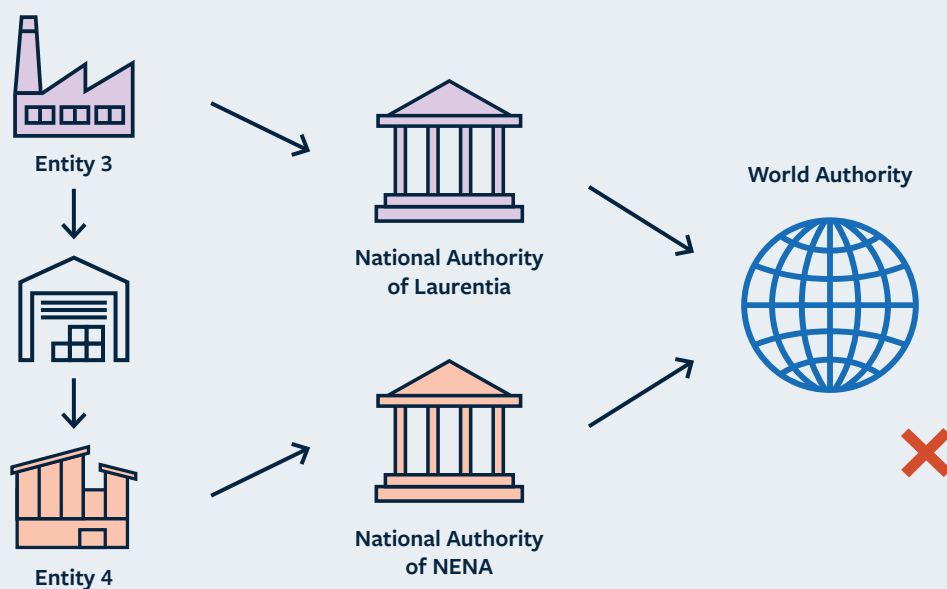 Entity 3
National Authority
of Laurentia
World Authority
National Authority
of NENA
Entity 4